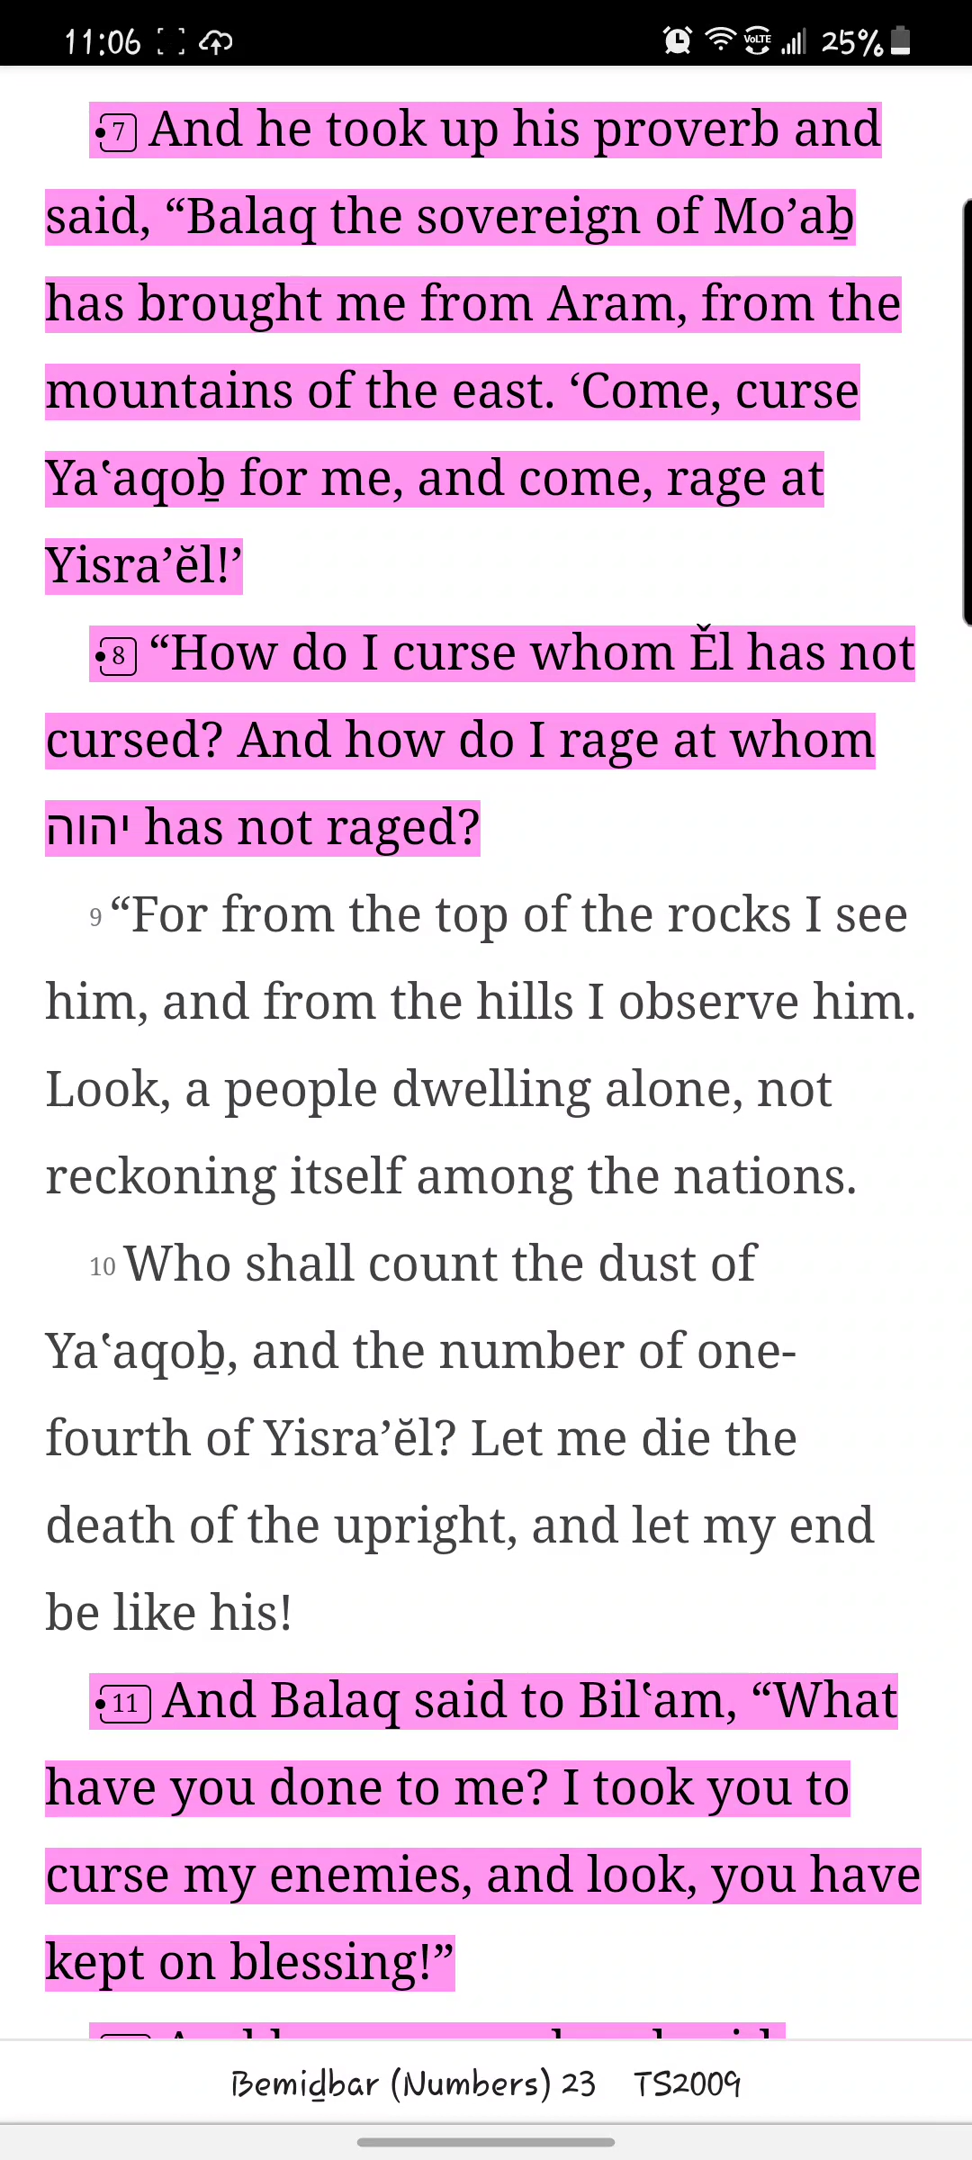 11:06 VoLTE 25%
7 And he took up his proverb and
said, “Balaq the sovereign of Mo’aḇ
has brought me from Aram, from the
mountains of the east. ‘Come, curse
Ya‛aqoḇ for me, and come, rage at
Yisra’ĕl!’
8 “How do I curse whom Ěl has not
cursed? And how do I rage at whom
יהוה has not raged?
9 “For from the top of the rocks I see
him, and from the hills I observe him.
Look, a people dwelling alone, not
reckoning itself among the nations.
10 Who shall count the dust of
Ya‛aqoḇ, and the number of one-
fourth of Yisra’ĕl? Let me die the
death of the upright, and let my end
be like his!
11 And Balaq said to Bil‛am, “What
have you done to me? I took you to
curse my enemies, and look, you have
kept on blessing!”
Bemiḏbar (Numbers) 23 TS2009